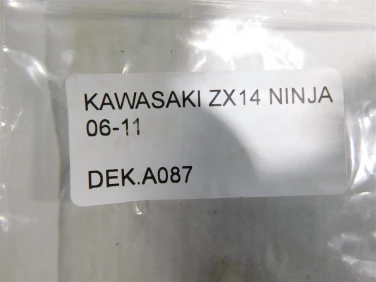 KAWASAKI ZX14 NINJA
06-11
DEK.A087